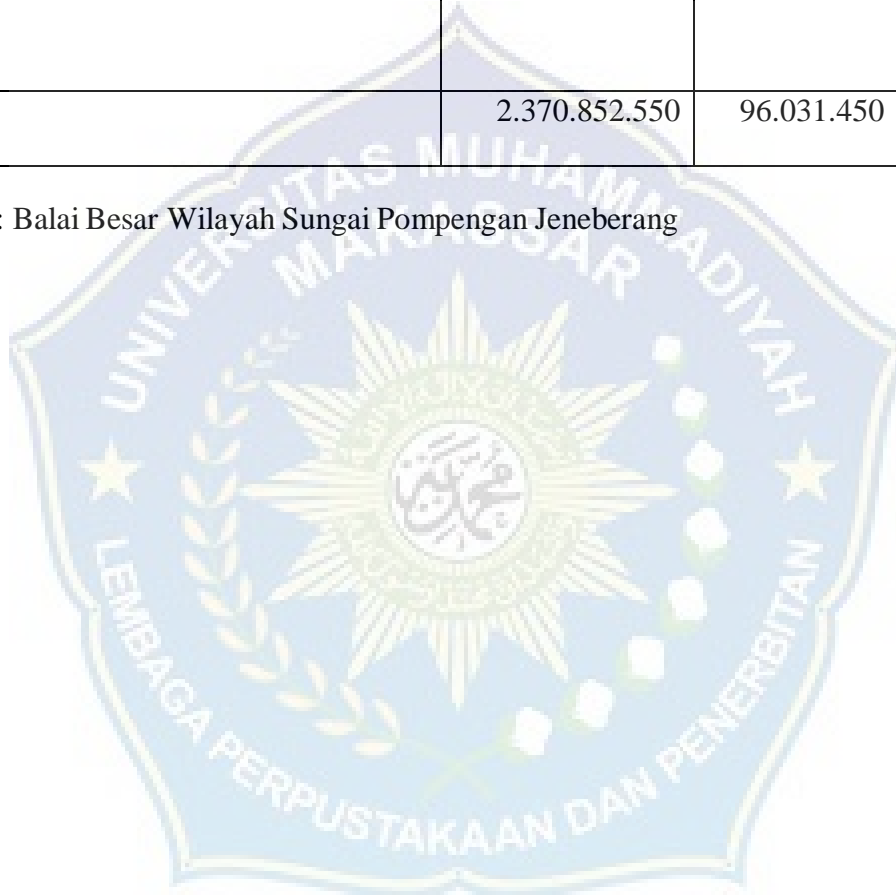 2.370.852.550 96.031.450
: Balai Besar Wilayah Sungai Pompengan Jeneberang
UNIVERSITAS MUHAMMADIYAH
MAKASSAR
LEMBAGA PERPUSTAKAAN DAN PENERBITAN